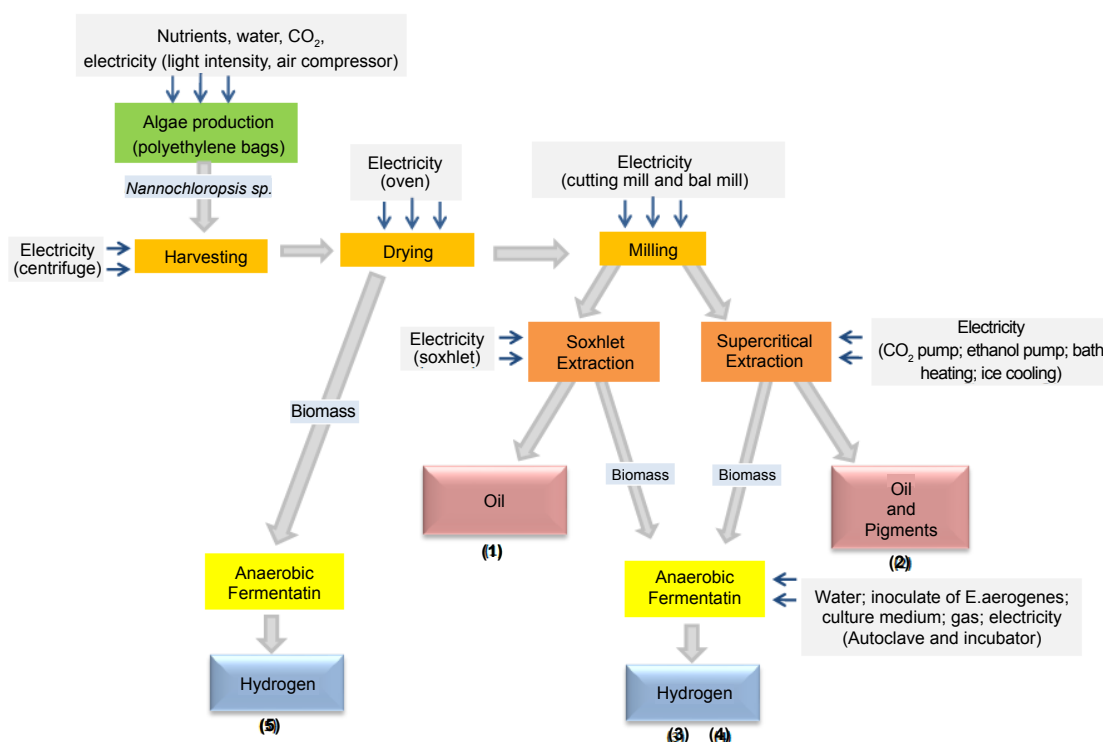 Nutrients, water, CO2,
electricity (light intensity, air compressor)
Algae production
(polyethylene bags)
Nannochloropsis sp.
Electricity
(centrifuge)
Harvesting
Electricity
(oven)
Drying
Electricity
(cutting mill and bal mill)
Milling
Electricity
(soxhlet)
Soxhlet
Extraction
Supercritical
Extraction
Electricity
(CO2 pump; ethanol pump; bath
heating; ice cooling)
Biomass
Biomass
Biomass
Oil
(1)
Oil
and
Pigments
(2)
Anaerobic
Fermentatin
Anaerobic
Fermentatin
Water; inoculate of E.aerogenes;
culture medium; gas; electricity
(Autoclave and incubator)
Hydrogen
(5)
Hydrogen
(3) (4)